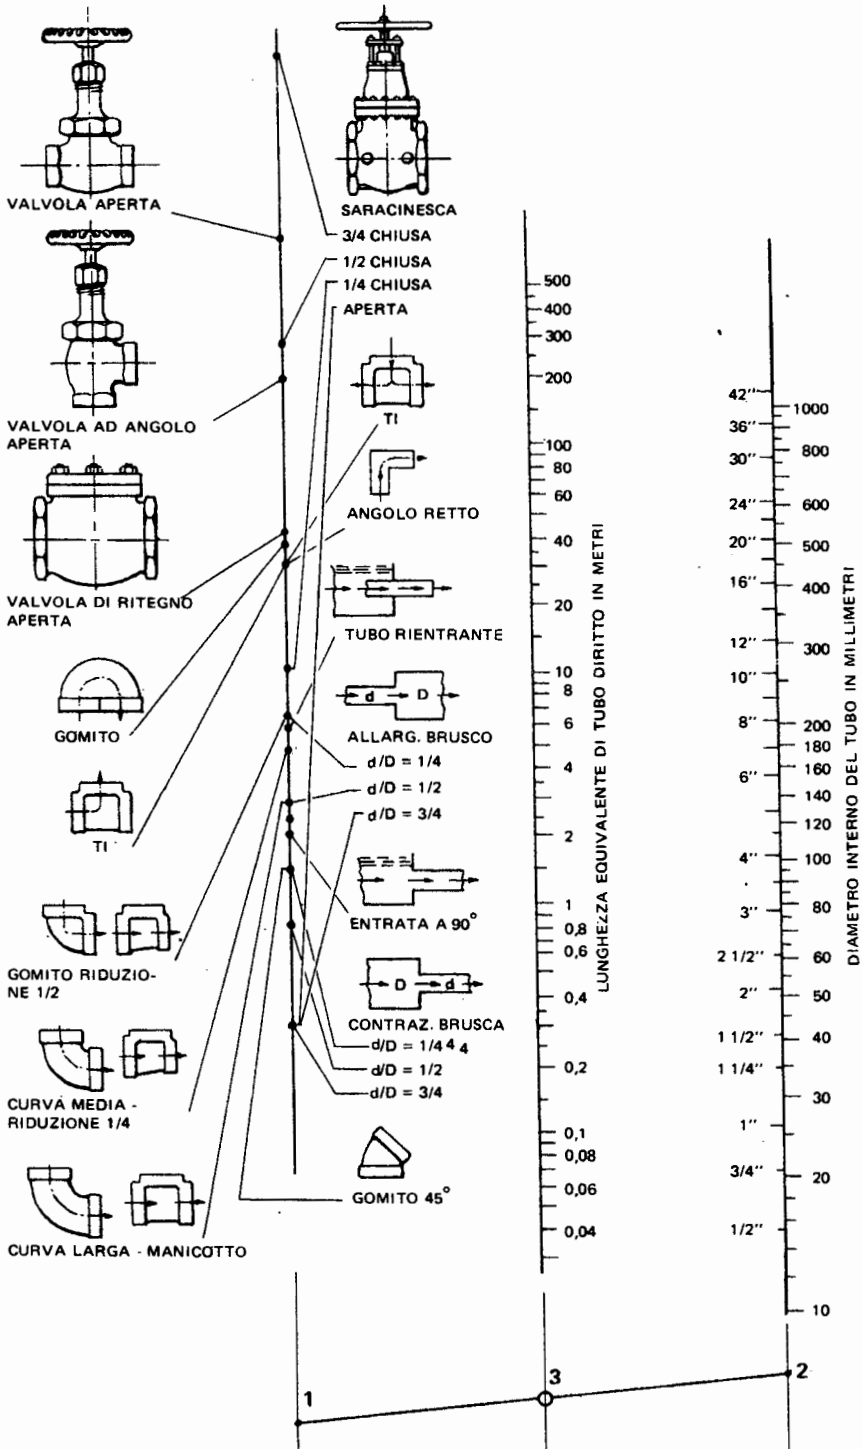 VALVOLA APERTA
VALVOLA AD ANGOLO
APERTA
VALVOLA DI RITEGNO
APERTA
GOMITO
TI
GOMITO RIDUZIO-
NE 1/2
CURVA MEDIA -
RIDUZIONE 1/4
CURVA LARGA - MANICOTTO
SARACINESCA
3/4 CHIUSA
1/2 CHIUSA
1/4 CHIUSA
APERTA
TI
ANGOLO RETTO
TUBO RIENTRANTE
d D
ALLARG. BRUSCO
d/D = 1/4
d/D = 1/2
d/D = 3/4
ENTRATA A 90°
D d
CONTRAZ. BRUSCA
d/D = 1/4 4 4
d/D = 1/2
d/D = 3/4
GOMITO 45°
500
400
300
200
100
80
60
40
20
10
8
6
4
2
1
0,8
0,6
0,4
0,2
0,1
0,08
0,06
0,04
LUNGHEZZA EQUIVALENTE DI TUBO DIRITTO IN METRI
42"
36"
30"
24"
20"
16"
12"
10"
8"
6"
4"
3"
2 1/2"
2"
1 1/2"
1 1/4"
1"
3/4"
1/2"
1000
800
600
500
400
300
200
180
160
140
120
100
80
60
50
40
30
20
10
DIAMETRO INTERNO DEL TUBO IN MILLIMETRI
1
3
2